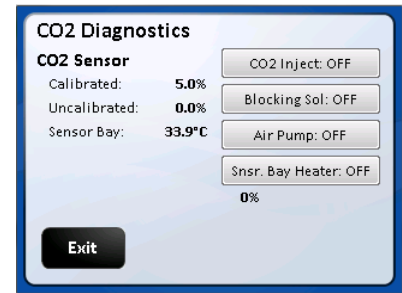 CO2 Diagnostics
CO2 Sensor
Calibrated: 5.0%
Uncalibrated: 0.0%
Sensor Bay: 33.9°C
CO2 Inject: OFF
Blocking Sol: OFF
Air Pump: OFF
Snsr. Bay Heater: OFF
0%
Exit